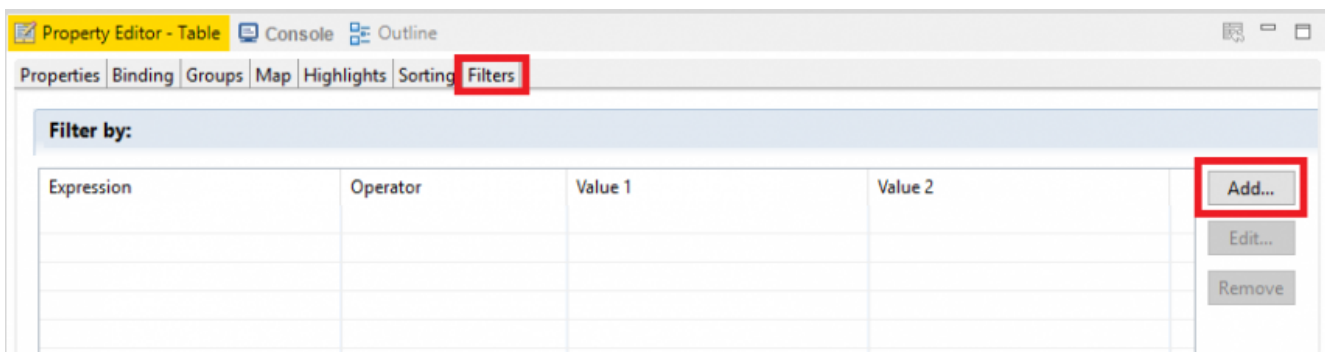 Property Editor - Table Console Outline
Properties Binding Groups Map Highlights Sorting Filters
Filter by:
Expression Operator Value 1 Value 2 Add...
Edit...
Remove